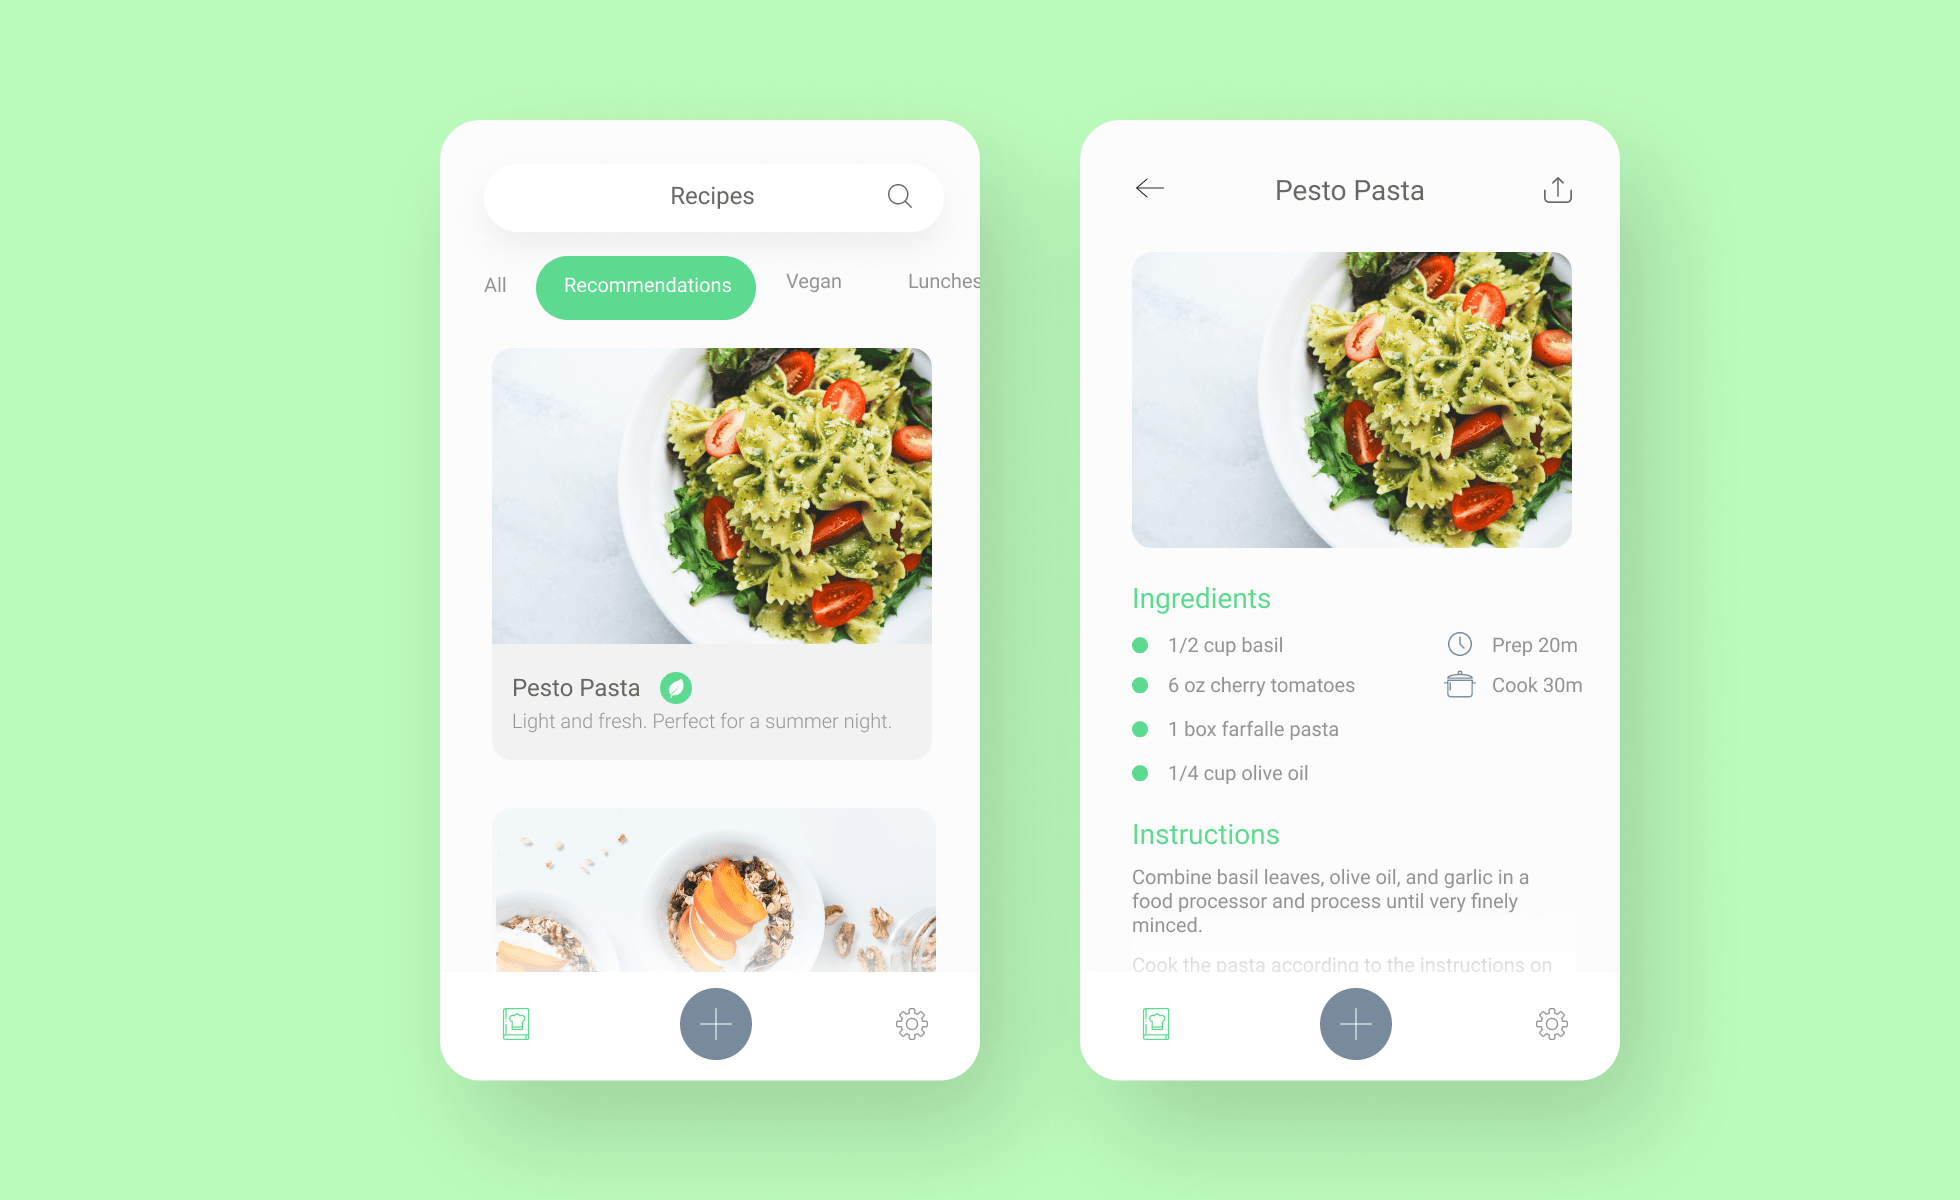 Recipes
All
Recommendations
Vegan
Lunches
Pesto Pasta
Light and fresh. Perfect for a summer night.
Pesto Pasta
Ingredients
1/2 cup basil
Prep 20m
6 oz cherry tomatoes
Cook 30m
1 box farfalle pasta
1/4 cup olive oil
Instructions
Combine basil leaves, olive oil, and garlic in a
food processor and process until very finely
minced.
Cook the pasta according to the instructions on